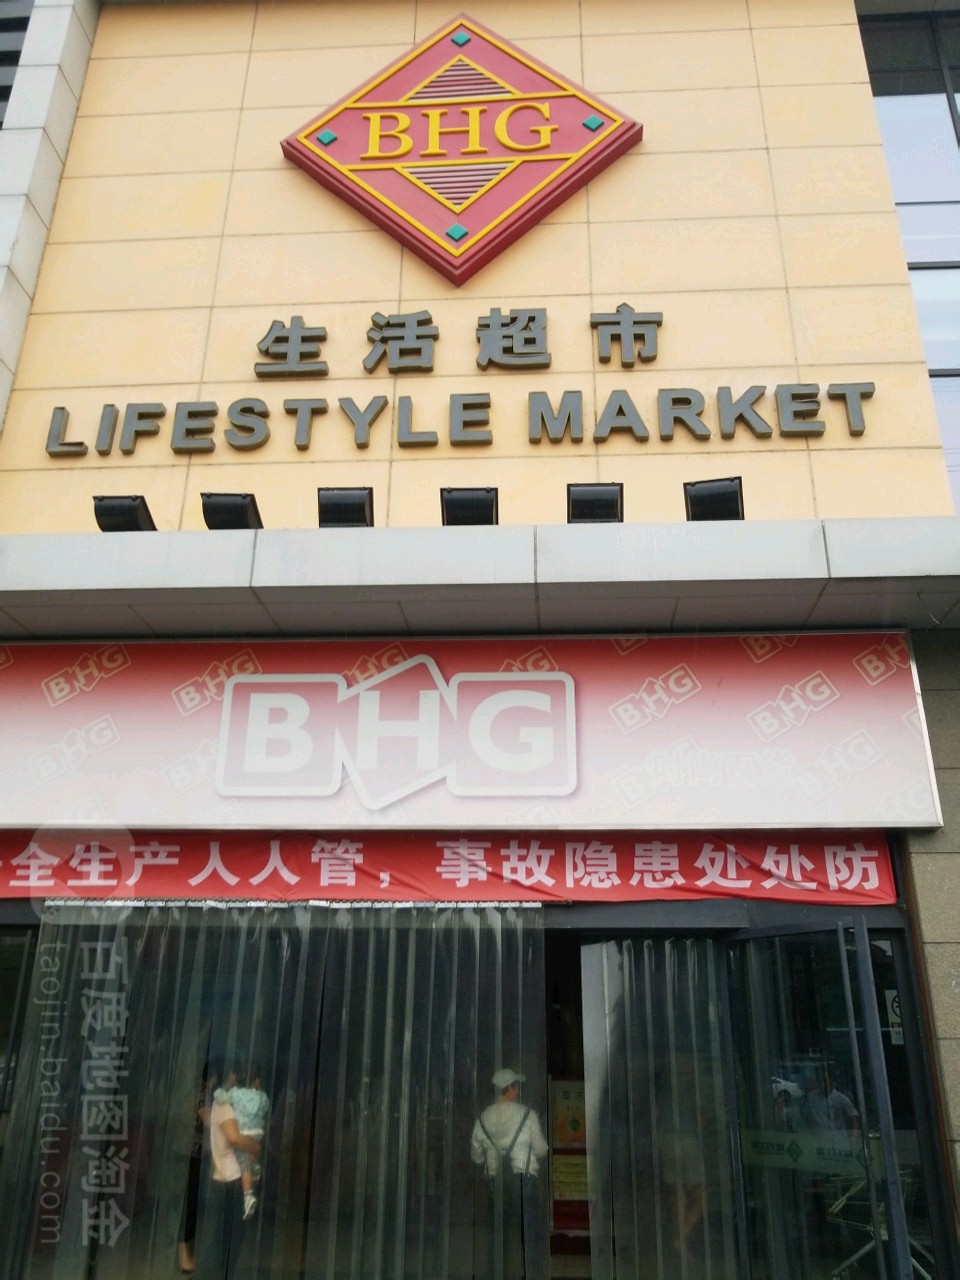 BHG
生活超市
LIFESTYLE MARKET
BHG
全生产人人管，事故隐患处处防
百度地图淘金
taojin.baidu.com